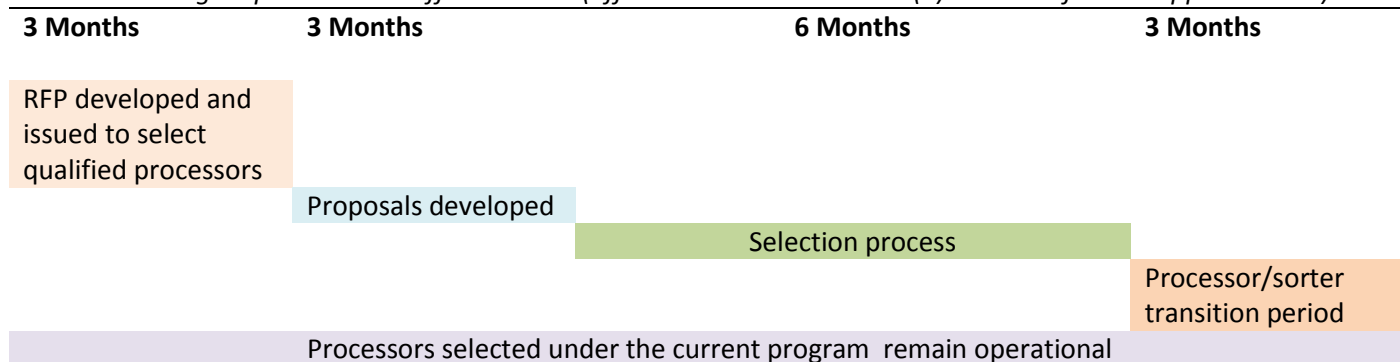 3 Months 3 Months 6 Months 3 Months
RFP developed and
issued to select
qualified processors
Proposals developed
Selection process
Processor/sorter
transition period
Processors selected under the current program remain operational